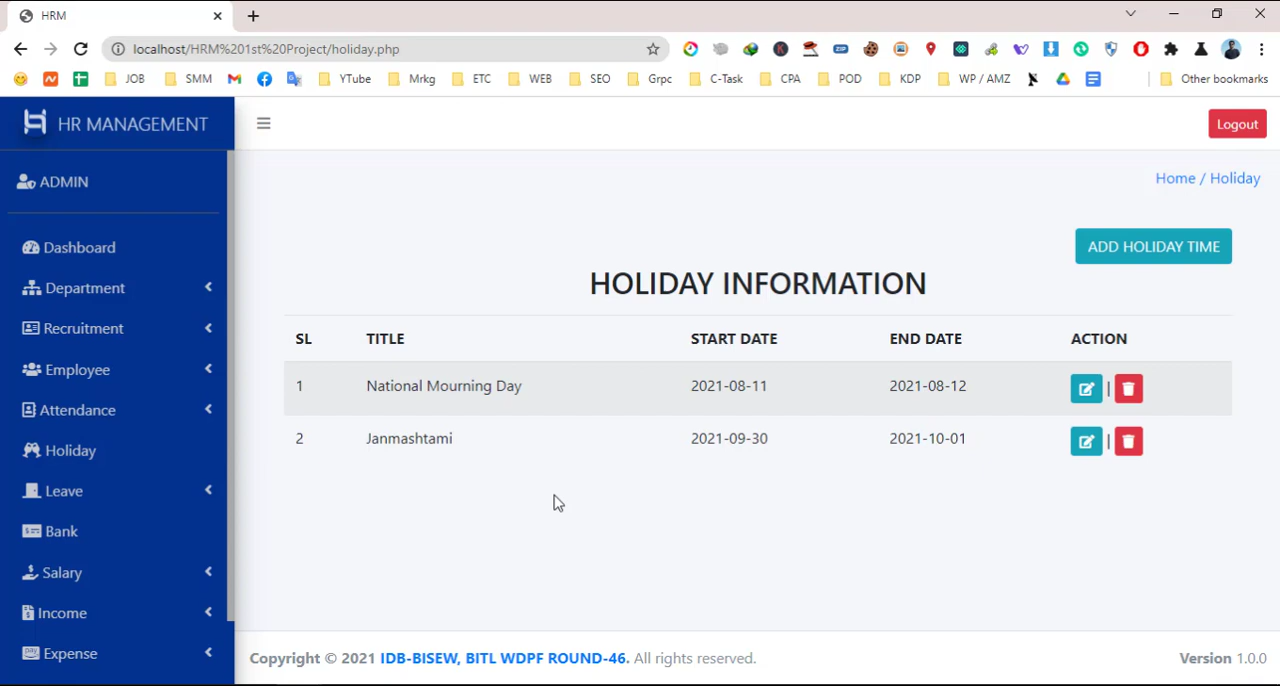 HRM
localhost/HRM%201st%20Project/holiday.php
JOB SMM YTube Mrkg ETC WEB SEO Grpc C-Task CPA POD KDP WP / AMZ Other bookmarks
HR MANAGEMENT
Logout
ADMIN
Home / Holiday
Dashboard
ADD HOLIDAY TIME
Department
HOLIDAY INFORMATION
Recruitment
SL TITLE START DATE END DATE ACTION
Employee
1 National Mourning Day 2021-08-11 2021-08-12 |
Attendance
2 Janmashtami 2021-09-30 2021-10-01 |
Holiday
Leave
Bank
Salary
Income
Expense
Copyright © 2021 IDB-BISEW, BITL WDPF ROUND-46. All rights reserved.
Version 1.0.0